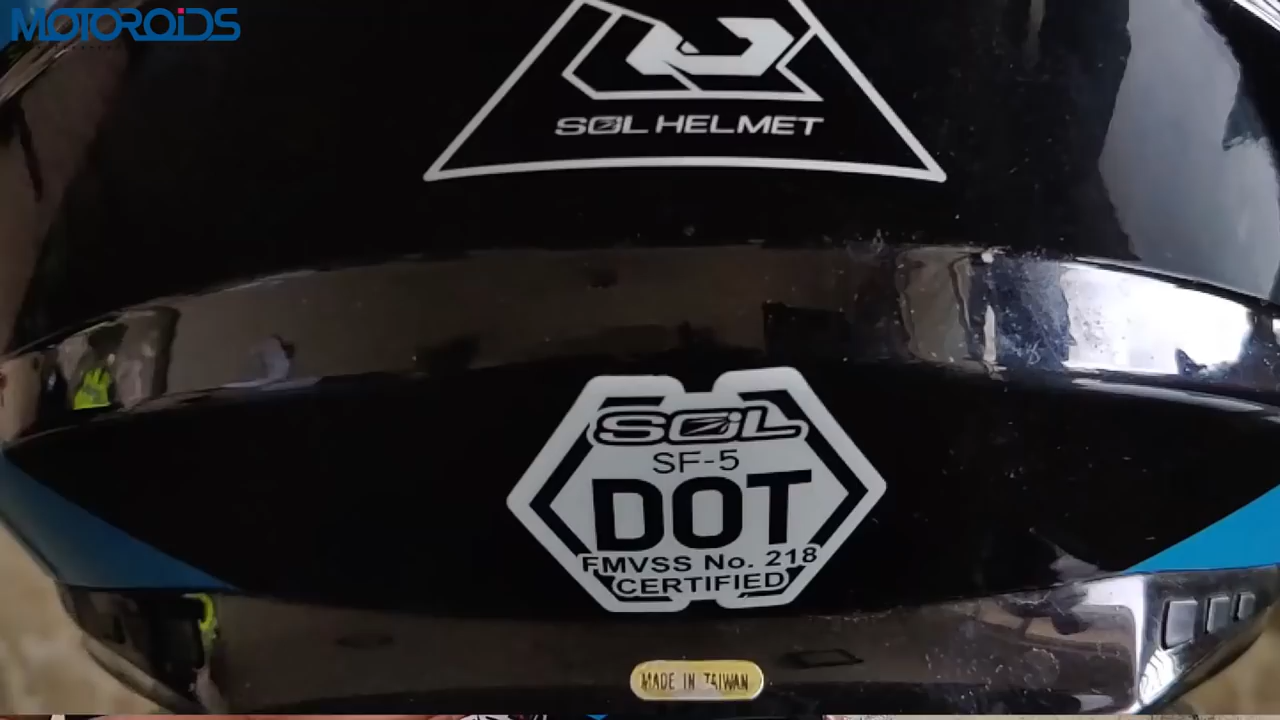 MOTOROiDS
SOL HELMET
SOL
SF-5
DOT
FMVSS No. 218
CERTIFIED
MADE IN TAIWAN